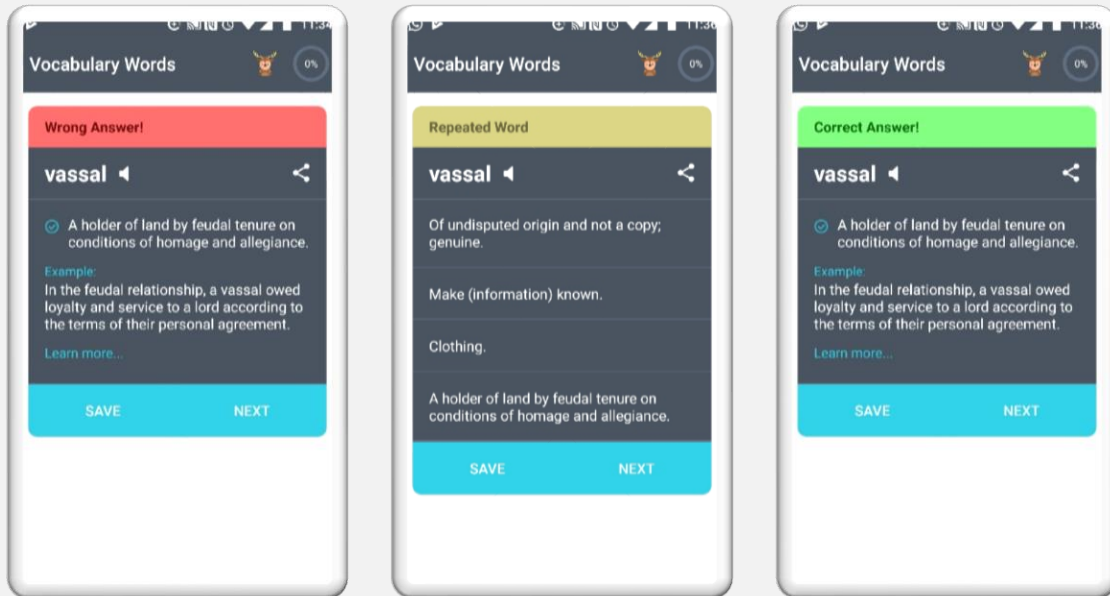 11:34
Vocabulary Words
0%
Wrong Answer!
vassal
A holder of land by feudal tenure on
conditions of homage and allegiance.
Example:
In the feudal relationship, a vassal owed
loyalty and service to a lord according to
the terms of their personal agreement.
Learn more...
SAVE NEXT
11:36
Vocabulary Words
0%
Repeated Word
vassal
Of undisputed origin and not a copy;
genuine.
Make (information) known.
Clothing.
A holder of land by feudal tenure on
conditions of homage and allegiance.
SAVE NEXT
11:36
Vocabulary Words
0%
Correct Answer!
vassal
A holder of land by feudal tenure on
conditions of homage and allegiance.
Example:
In the feudal relationship, a vassal owed
loyalty and service to a lord according to
the terms of their personal agreement.
Learn more...
SAVE NEXT